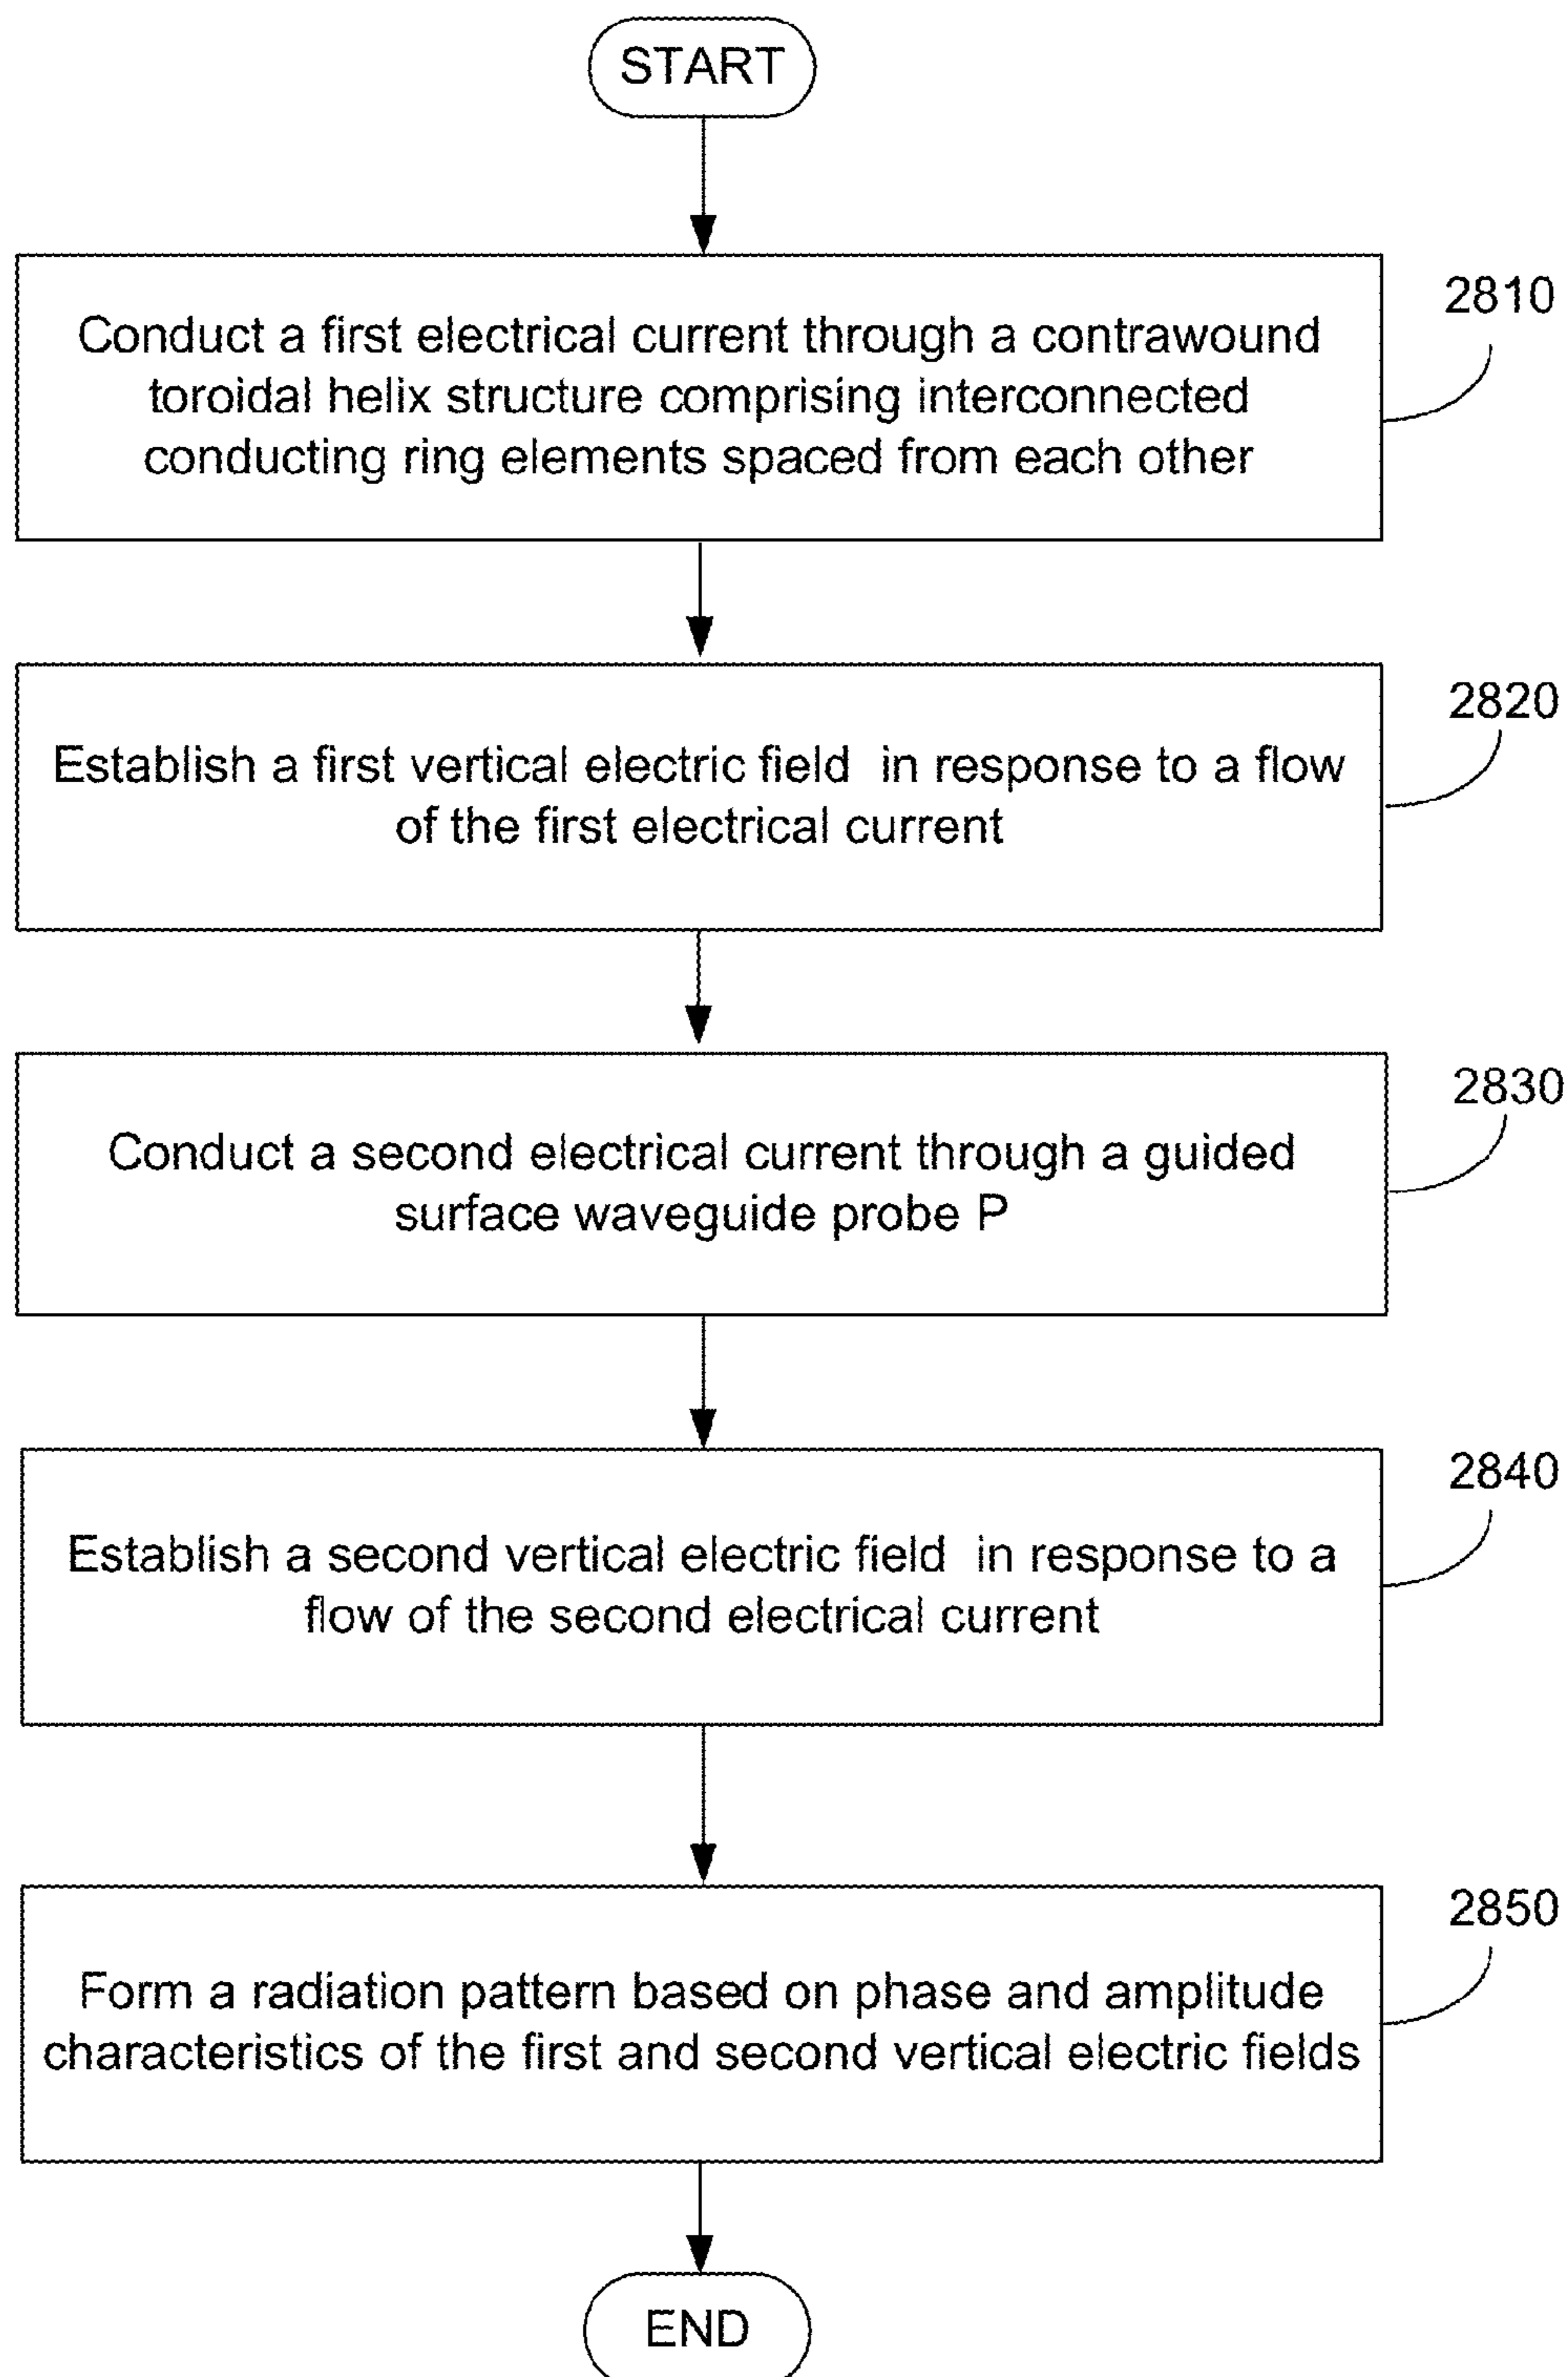 START
Conduct a first electrical current through a contrawound
toroidal helix structure comprising interconnected
conducting ring elements spaced from each other
2810
Establish a first vertical electric field in response to a flow
of the first electrical current
2820
Conduct a second electrical current through a guided
surface waveguide probe P
2830
Establish a second vertical electric field in response to a
flow of the second electrical current
2840
Form a radiation pattern based on phase and amplitude
characteristics of the first and second vertical electric fields
2850
END